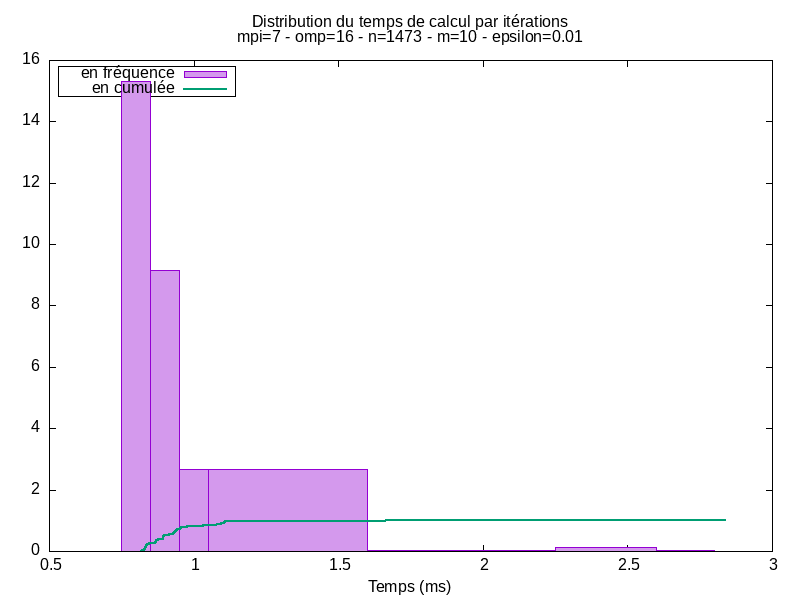 Distribution du temps de calcul par itérations
mpi=7 - omp=16 - n=1473 - m=10 - epsilon=0.01
en fréquence
en cumulée
16
14
12
10
8
6
4
2
0
0.5 1 1.5 2 2.5 3
Temps (ms)